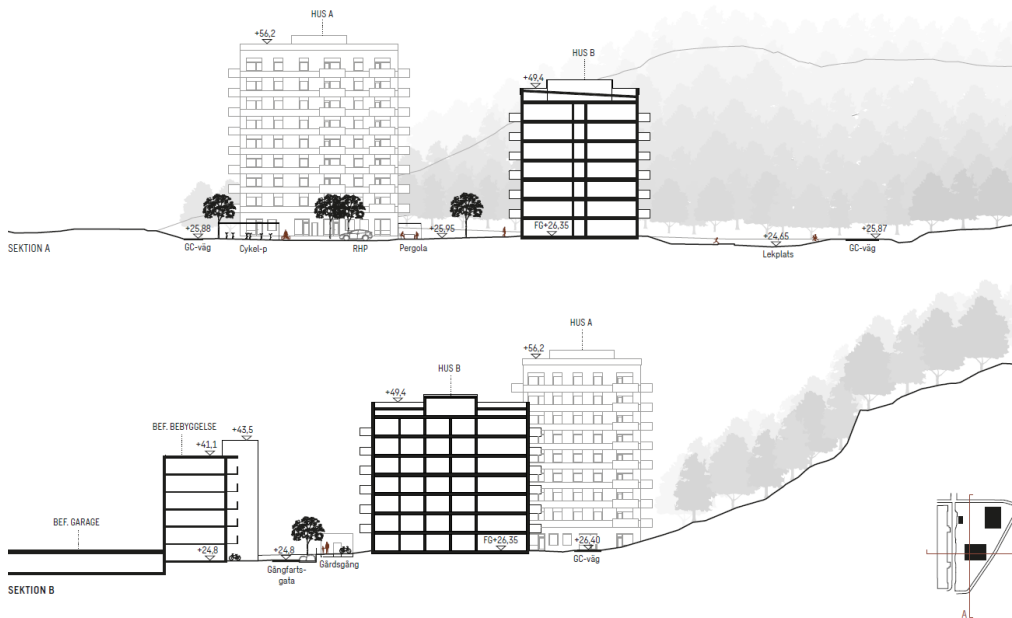 HUS A
+56,2
HUS B
+49,4
+25,88
GC-väg
Cykel-p
RHP
Pergola
+25,95
FG+26,35
+24,65
Lekplats
+25,87
GC-väg
SEKTION A
HUS A
+56,2
HUS B
+49,4
BEF. BEBYGGELSE
+43,5
+41,1
BEF. GARAGE
+24,8
+24,8
Gångfarts-
gata
Gårdsgång
FG+26,35
+26,40
GC-väg
SEKTION B
A